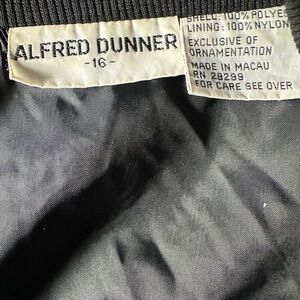 ALFRED DUNNER
-16-
SHELL: 100% POLYES
LINING: 100% NYLON
EXCLUSIVE OF
ORNAMENTATION
MADE IN MACAU
RN 29299
FOR CARE SEE OVER